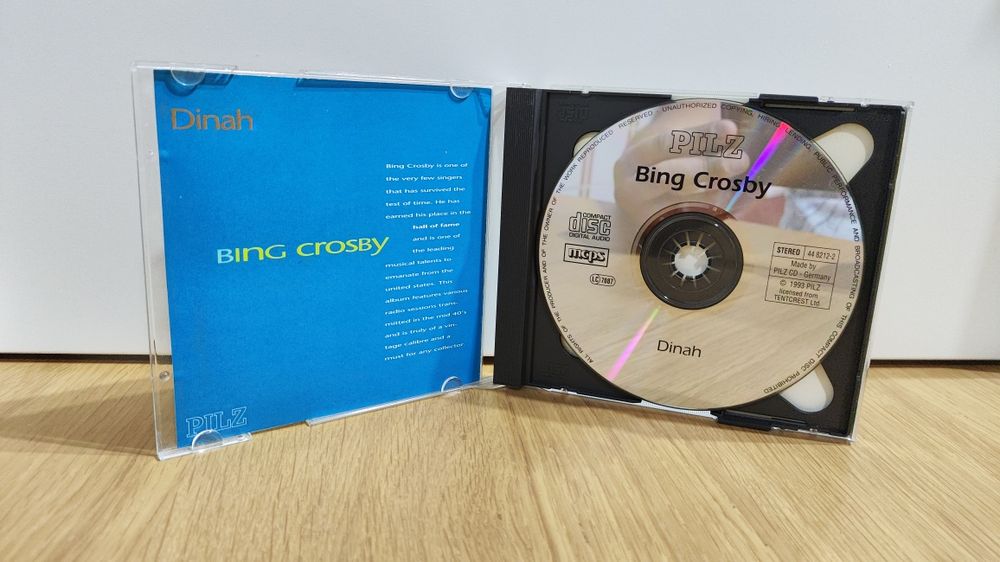 Dinah
Bing Crosby is one of
the very few singers
that has survived the
test of time. He has
earned his place in the
hall of fame
and is one of
the leading
musical talents to
emanate from the
united states. This
album features various
radio sessions trans-
mitted in the mid 40's
and is truly of a vin-
tage calibre and a
must for any collector
BING CROSBY
PILZ
ALL RIGHTS OF THE PRODUCER AND OF THE OWNER OF THE WORK REPRODUCED RESERVED UNAUTHORIZED COPYING, HIRING, LENDING, PUBLIC PERFORMANCE AND BROADCASTING OF THIS COMPACT DISC PROHIBITED
PILZ
Bing Crosby
COMPACT
disc
DIGITAL AUDIO
mcps
LC 7087
STEREO 44 8212-2
Made by
PILZ CD - Germany
© 1993 PILZ
licensed from
TENTCREST Ltd.
Dinah